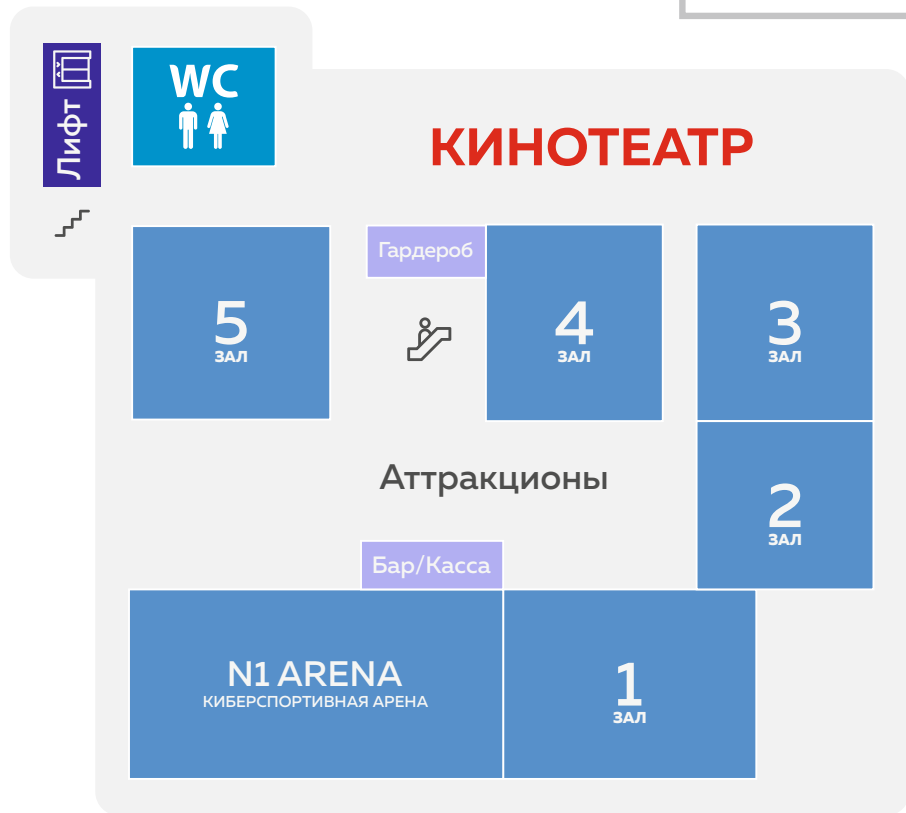 Лифт
WC
КИНОТЕАТР
Гардероб
5
ЗАЛ
4
ЗАЛ
3
ЗАЛ
Аттракционы
2
ЗАЛ
Бар/Касса
N1 ARENA
КИБЕРСПОРТИВНАЯ АРЕНА
1
ЗАЛ